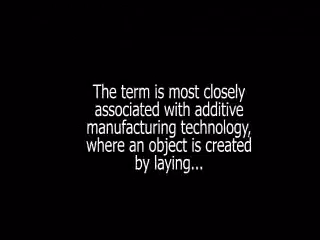 The term is most closely
associated with additive
manufacturing technology,
where an object is created
by laying...